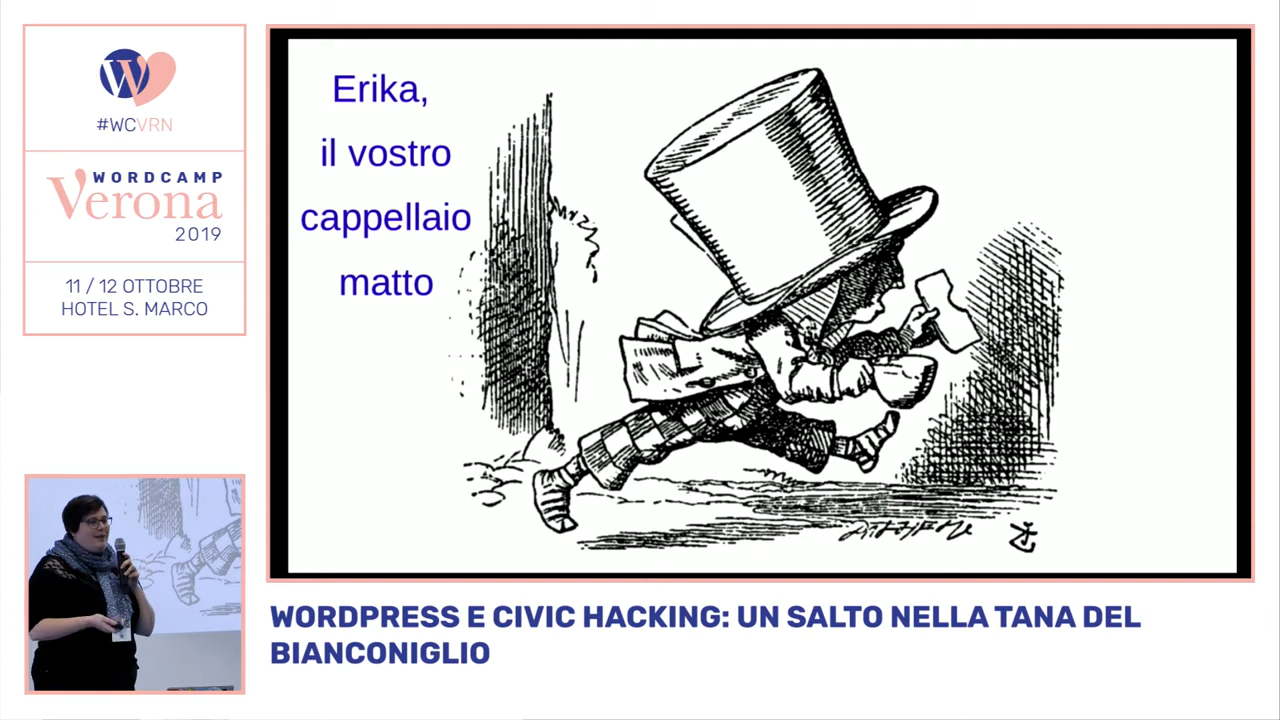 #WCVRN
WORDCAMP
Verona
2019
11 / 12 OTTOBRE
HOTEL S. MARCO
Erika,
il vostro
cappellaio
matto
WORDPRESS E CIVIC HACKING: UN SALTO NELLA TANA DEL
BIANCONIGLIO